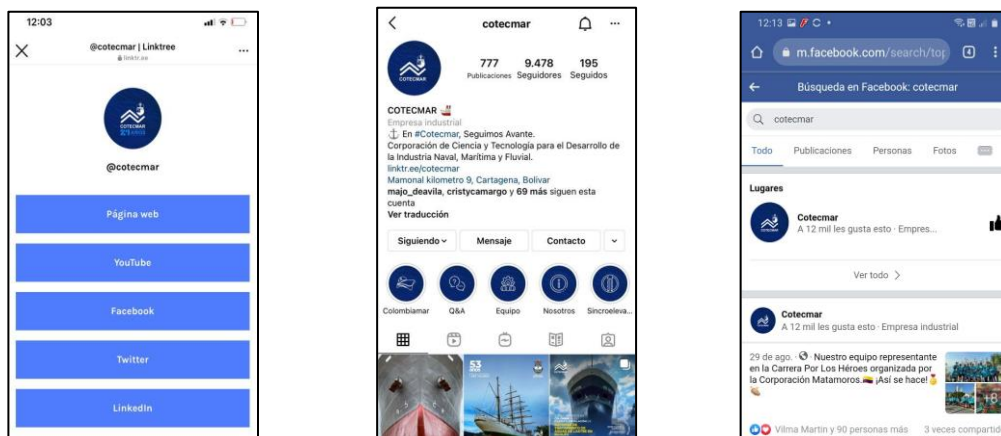 12:03
@cotecmar | Linktree
linktr.ee
COTECMAR
@cotecmar
Página web
YouTube
Facebook
Twitter
LinkedIn
cotecmar
COTECMAR
777 9.478 195
Publicaciones Seguidores Seguidos
COTECMAR
Empresa industrial
En #Cotecmar, Seguimos Avante.
Corporación de Ciencia y Tecnología para el Desarrollo de
la Industria Naval, Marítima y Fluvial.
linktr.ee/cotecmar
Mamonal kilometro 9, Cartagena, Bolivar
majo_deavila, cristycamargo y 69 más siguen esta
cuenta
Ver traducción
Siguiendo Mensaje Contacto
Colombiamar Q&A Equipo Nosotros Sincroeleva...
53
12:13
m.facebook.com/search/top
4
Búsqueda en Facebook: cotecmar
cotecmar
Todo Publicaciones Personas Fotos
Lugares
Cotecmar
A 12 mil les gusta esto · Empres...
Ver todo
Cotecmar
A 12 mil les gusta esto · Empresa industrial
29 de ago. · Nuestro equipo representante
en la Carrera Por Los Héroes organizada por
la Corporación Matamoros. ¡Así se hace!
+8
Vilma Martin y 90 personas más 3 veces compartid